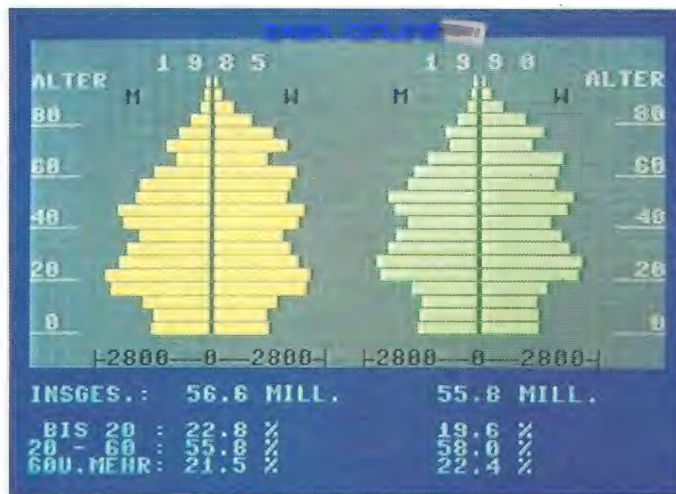 1985 1990
ALTER M W M W ALTER
80 80
60 60
40 40
20 20
0 0
|-2800--0--2800-| |-2800--0--2800-|
INSGES.: 56.6 MILL. 55.8 MILL.
BIS 20 : 22.8 % 19.6 %
20 - 60 : 55.8 % 58.0 %
60U.MEHR: 21.5 % 22.4 %